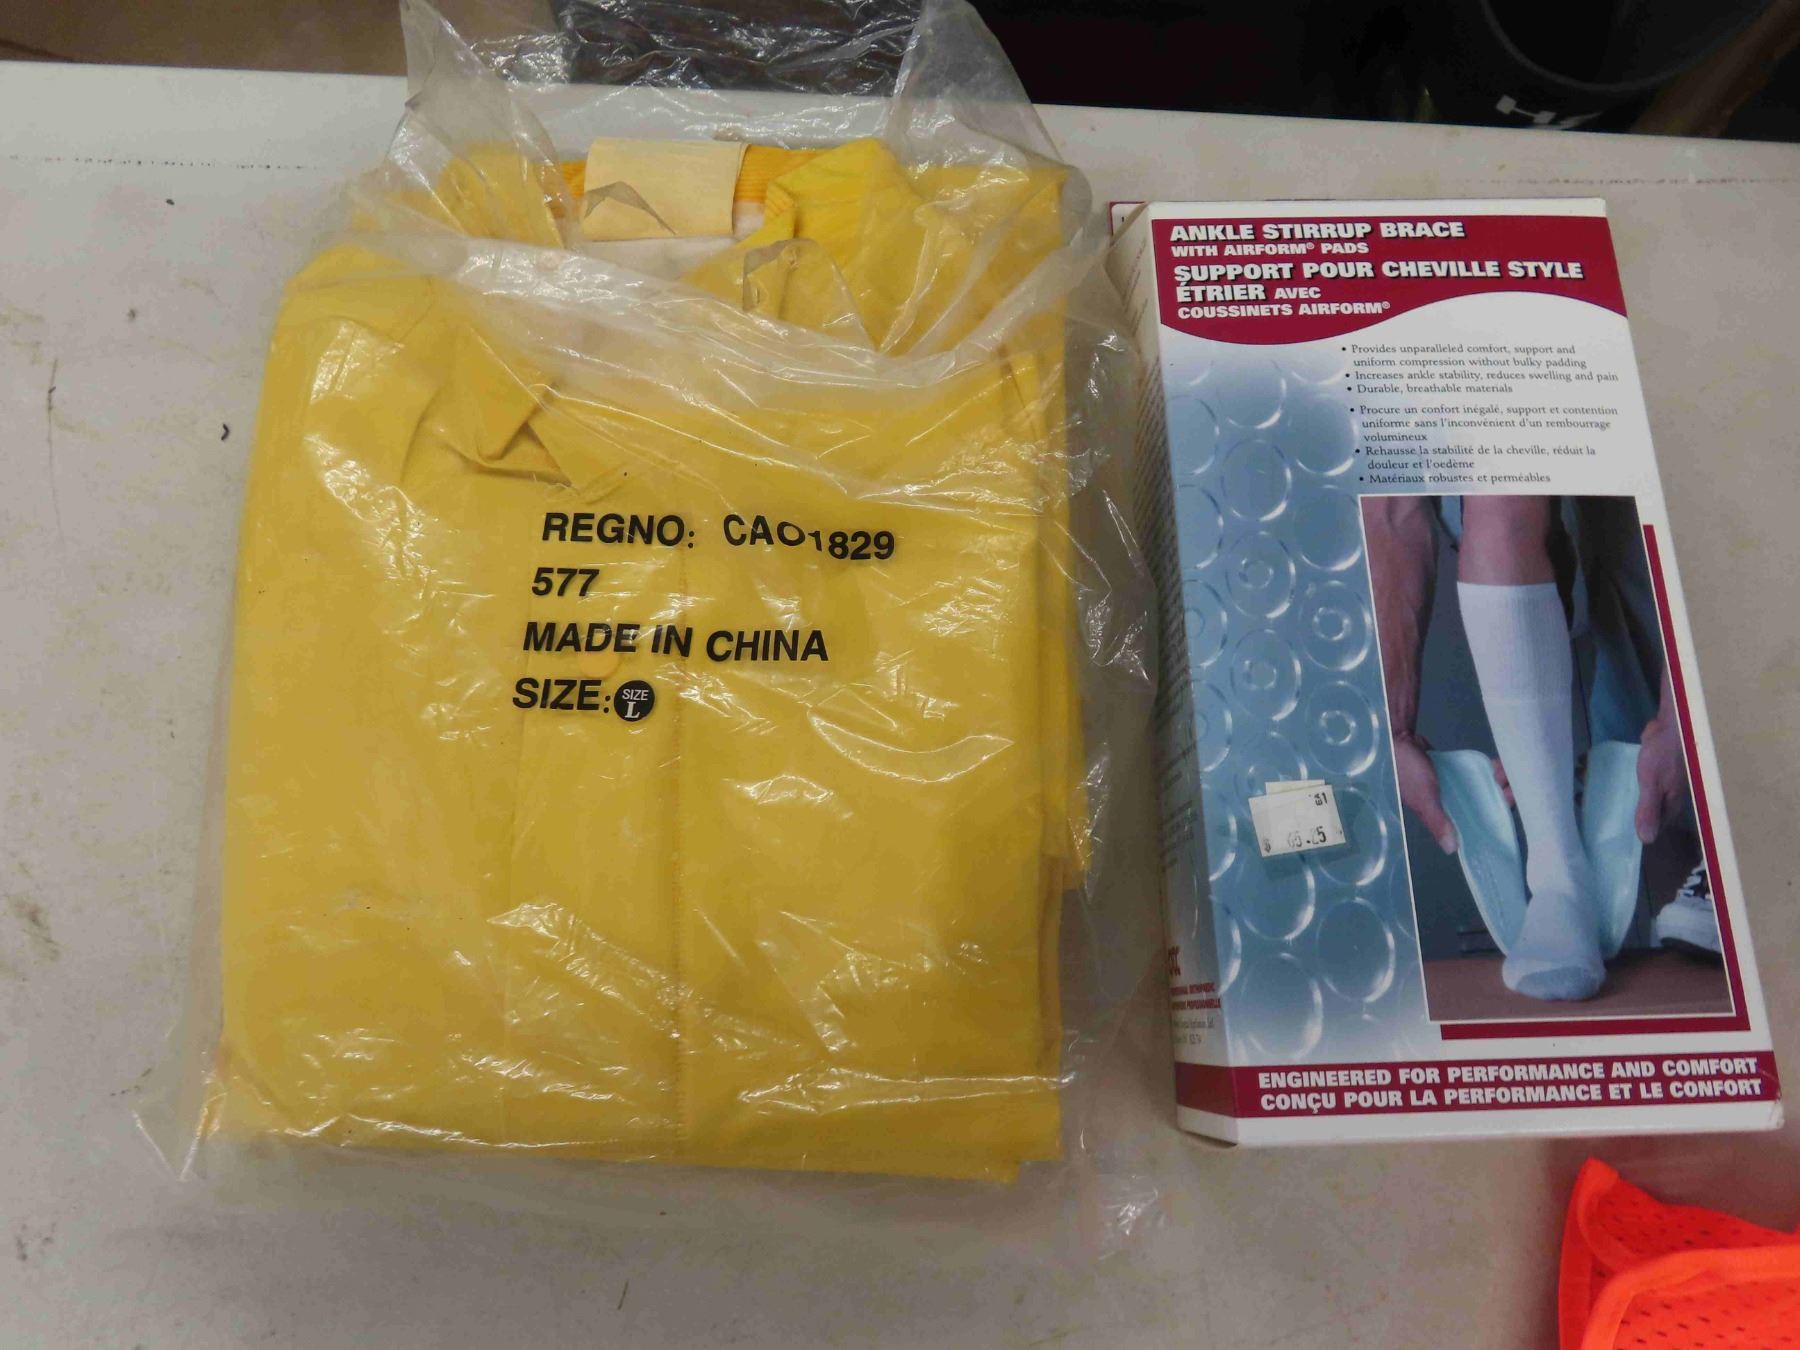 REGNO: CAO1829
577
MADE IN CHINA
SIZE: SIZE L
ANKLE STIRRUP BRACE
WITH AIRFORM® PADS
SUPPORT POUR CHEVILLE STYLE
ÉTRIER AVEC
COUSSINETS AIRFORM®
• Provides unparalleled comfort, support and
uniform compression without bulky padding
• Increases ankle stability, reduces swelling and pain
• Durable, breathable materials
• Procure un confort inégalé, support et contention
uniforme sans l'inconvénient d'un rembourrage
volumineux
• Rehausse la stabilité de la cheville, réduit la
douleur et l'oedème
• Matériaux robustes et perméables
$ 65.25
ENGINEERED FOR PERFORMANCE AND COMFORT
CONÇU POUR LA PERFORMANCE ET LE CONFORT